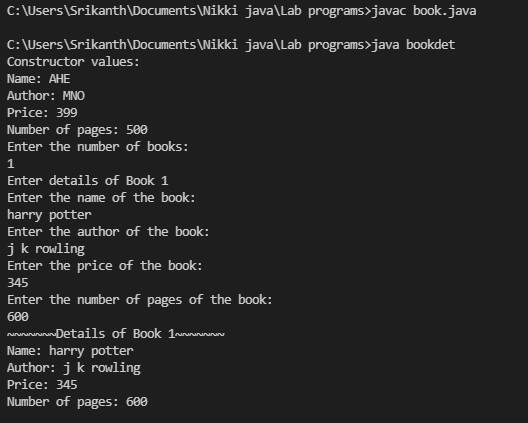 C:\Users\Srikanth\Documents\Nikki java\Lab programs>javac book.java
C:\Users\Srikanth\Documents\Nikki java\Lab programs>java bookdet
Constructor values:
Name: AHE
Author: MNO
Price: 399
Number of pages: 500
Enter the number of books:
1
Enter details of Book 1
Enter the name of the book:
harry potter
Enter the author of the book:
j k rowling
Enter the price of the book:
345
Enter the number of pages of the book:
600
~~~~~~~Details of Book 1~~~~~~~
Name: harry potter
Author: j k rowling
Price: 345
Number of pages: 600